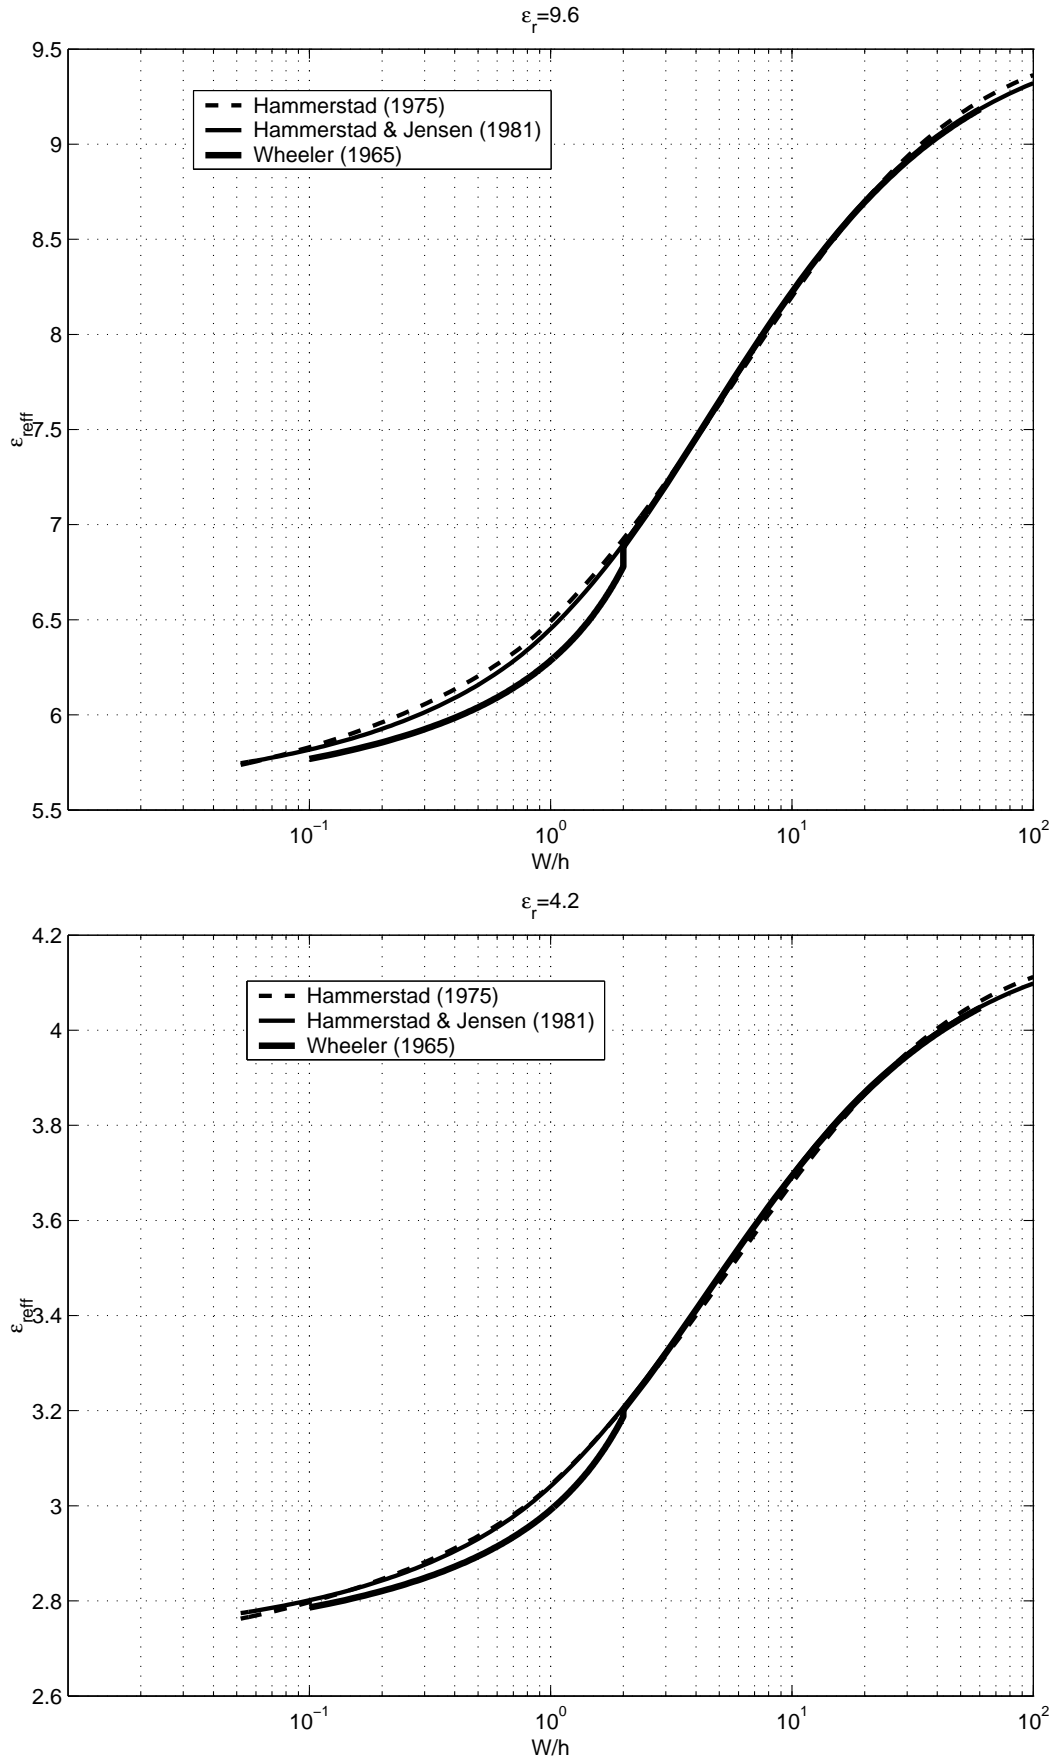 ε_r=9.6
9.5
9
8.5
8
7.5
7
6.5
6
5.5
ε_reff
Hammerstad (1975)
Hammerstad & Jensen (1981)
Wheeler (1965)
10^−1
10^0
10^1
10^2
W/h
ε_r=4.2
4.2
4
3.8
3.6
3.4
3.2
3
2.8
2.6
ε_reff
Hammerstad (1975)
Hammerstad & Jensen (1981)
Wheeler (1965)
10^−1
10^0
10^1
10^2
W/h